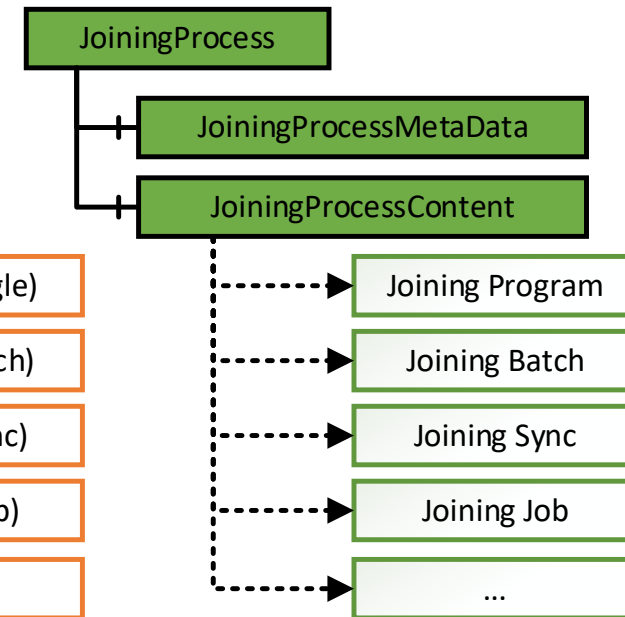 JoiningProcess
JoiningProcessMetaData
JoiningProcessContent
gle) Joining Program
ch) Joining Batch
nc) Joining Sync
b) Joining Job
...